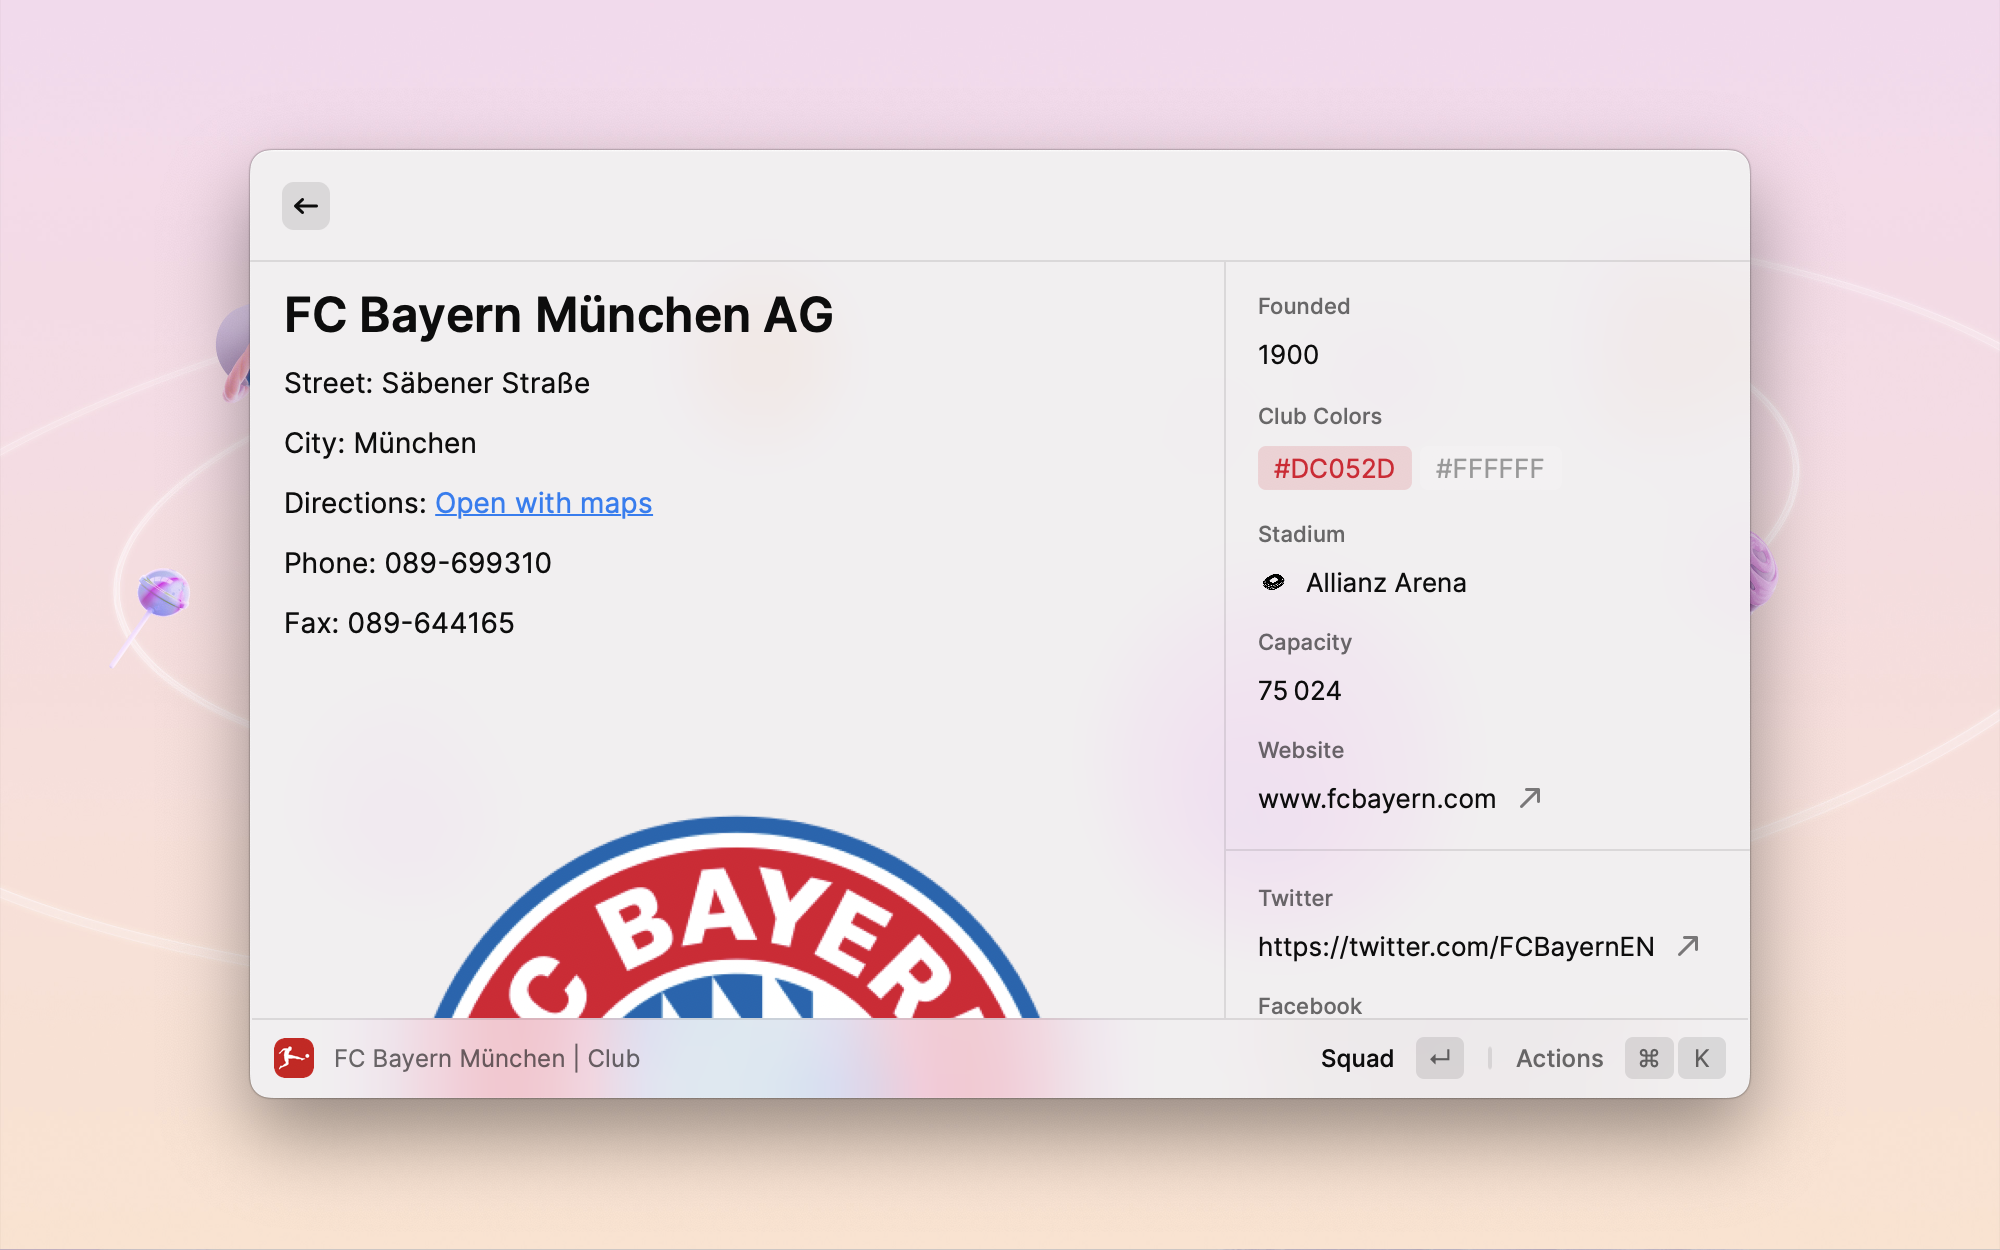 FC Bayern München AG
Street: Säbener Straße
City: München
Directions: Open with maps
Phone: 089-699310
Fax: 089-644165
C BAYER
Founded
1900
Club Colors
#DC052D #FFFFFF
Stadium
Allianz Arena
Capacity
75 024
Website
www.fcbayern.com
Twitter
https://twitter.com/FCBayernEN
Facebook
FC Bayern München | Club
Squad
Actions ⌘ K